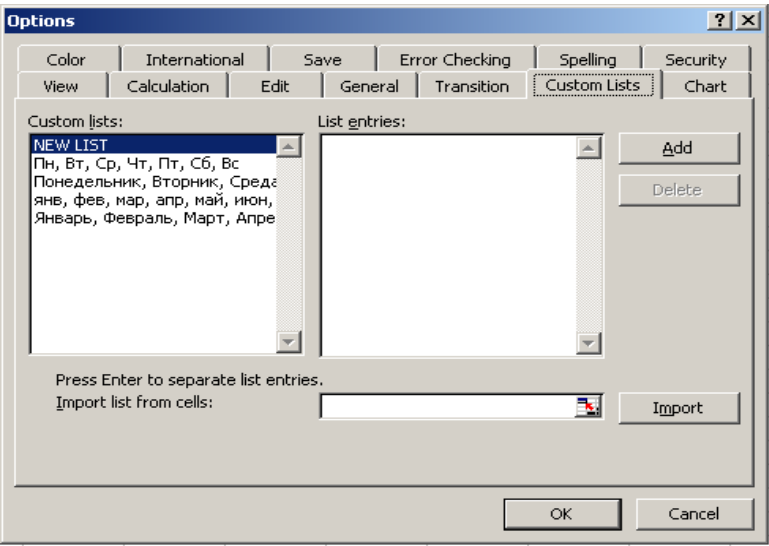 Options
Color International Save Error Checking Spelling Security
View Calculation Edit General Transition Custom Lists Chart
Custom lists: List entries:
NEW LIST
Пн, Вт, Ср, Чт, Пт, Сб, Вс
Понедельник, Вторник, Среда
янв, фев, мар, апр, май, июн,
Январь, Февраль, Март, Апре
Add
Delete
Press Enter to separate list entries.
Import list from cells:
Import
OK Cancel